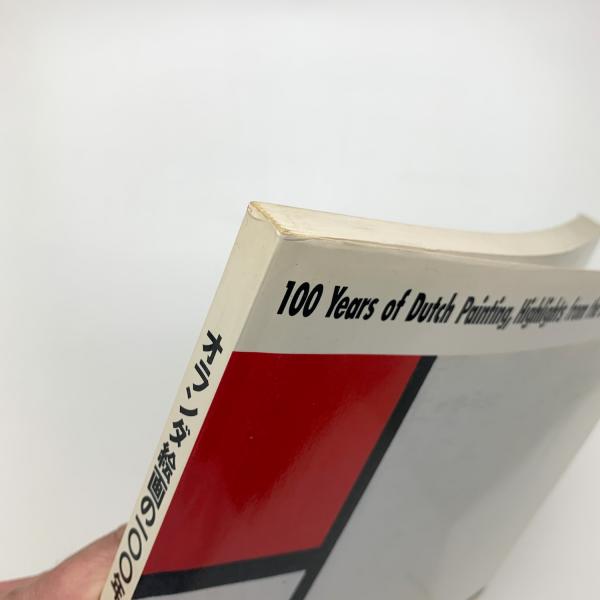 100 Years of Dutch Painting, Highlights from the
オランダ絵画の100年